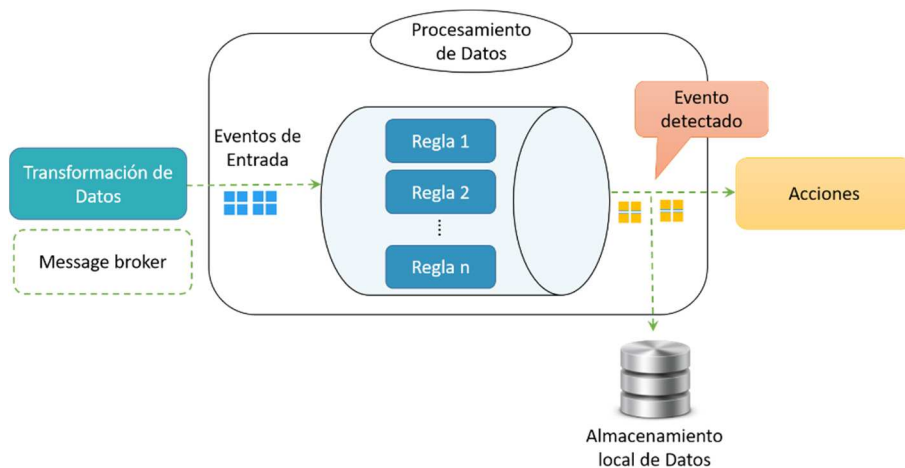 Procesamiento
de Datos
Evento
detectado
Eventos de
Entrada
Regla 1
Transformación de
Datos
Regla 2
Acciones
Message broker
Regla n
Almacenamiento
local de Datos